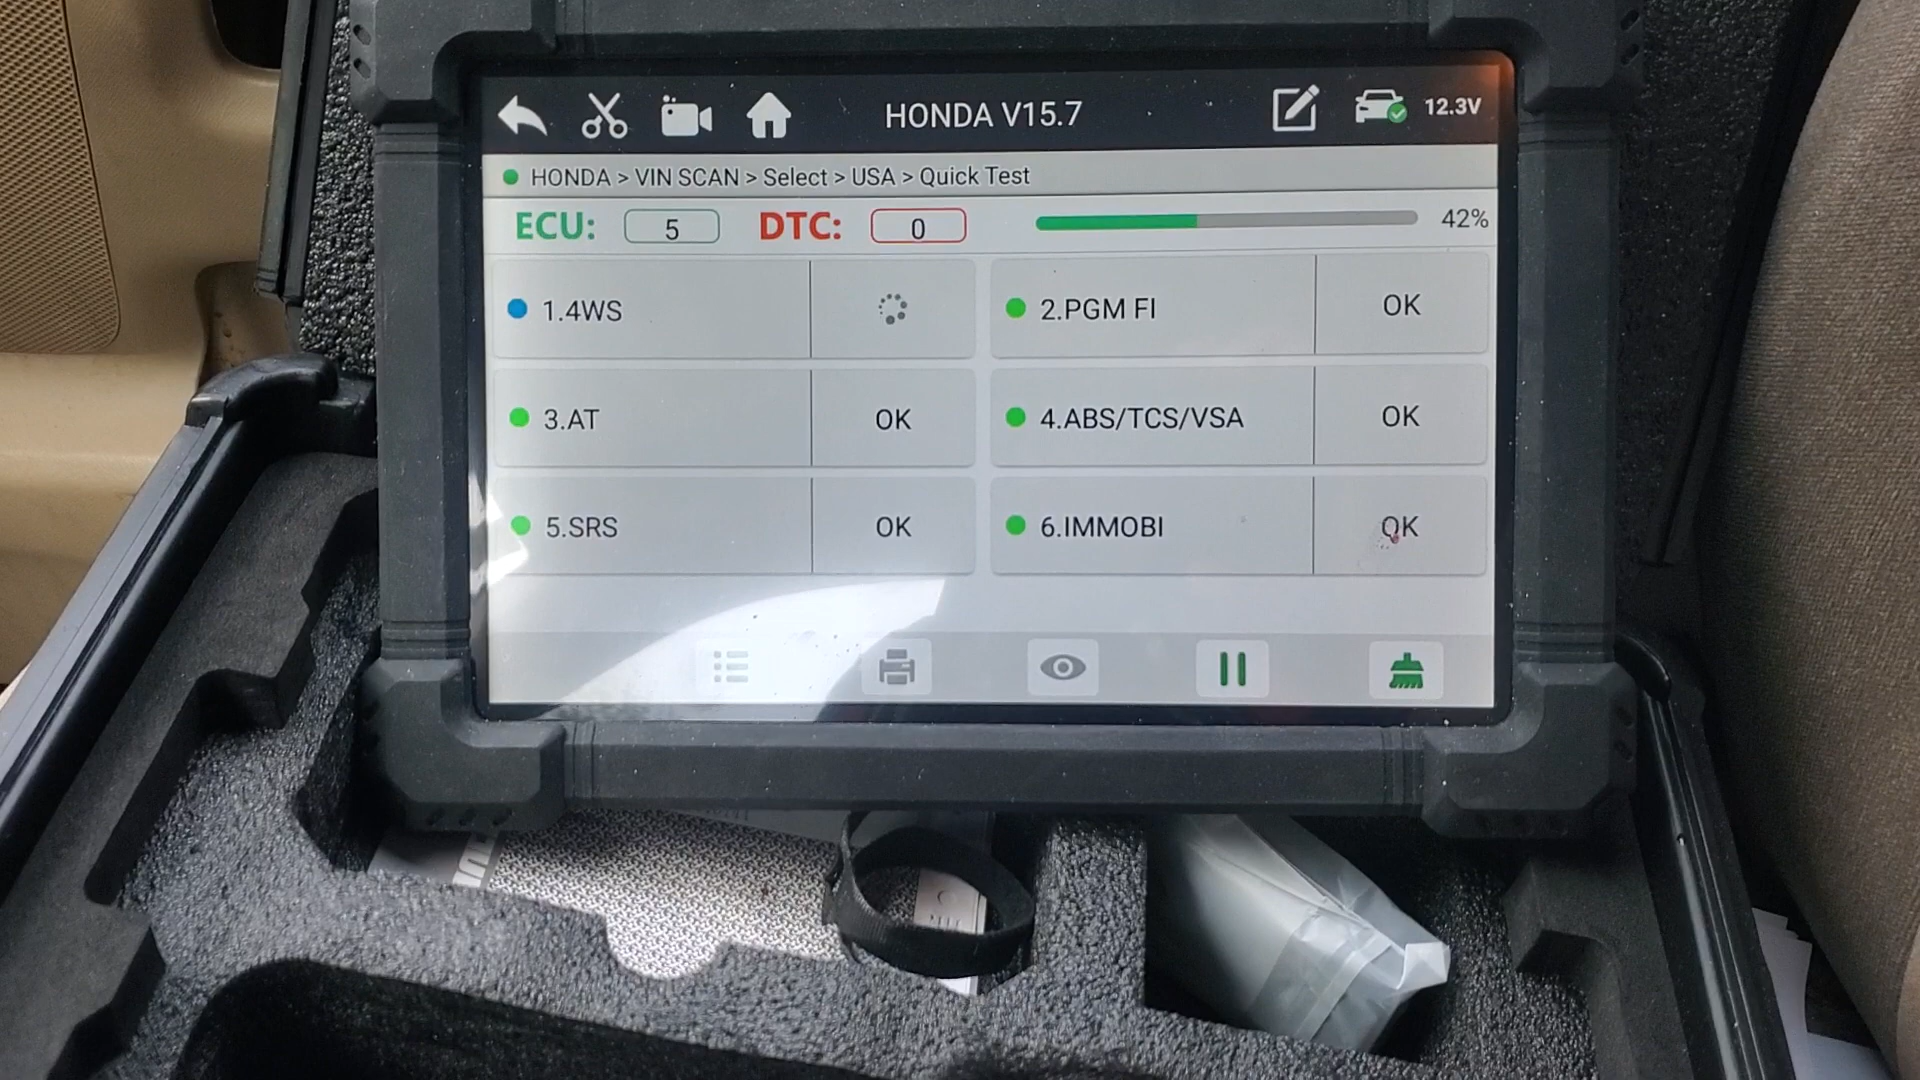 HONDA V15.7
12.3V
HONDA > VIN SCAN > Select > USA > Quick Test
ECU: 5 DTC: 0 42%
1.4WS
2.PGM FI OK
3.AT OK
4.ABS/TCS/VSA OK
5.SRS OK
6.IMMOBI OK